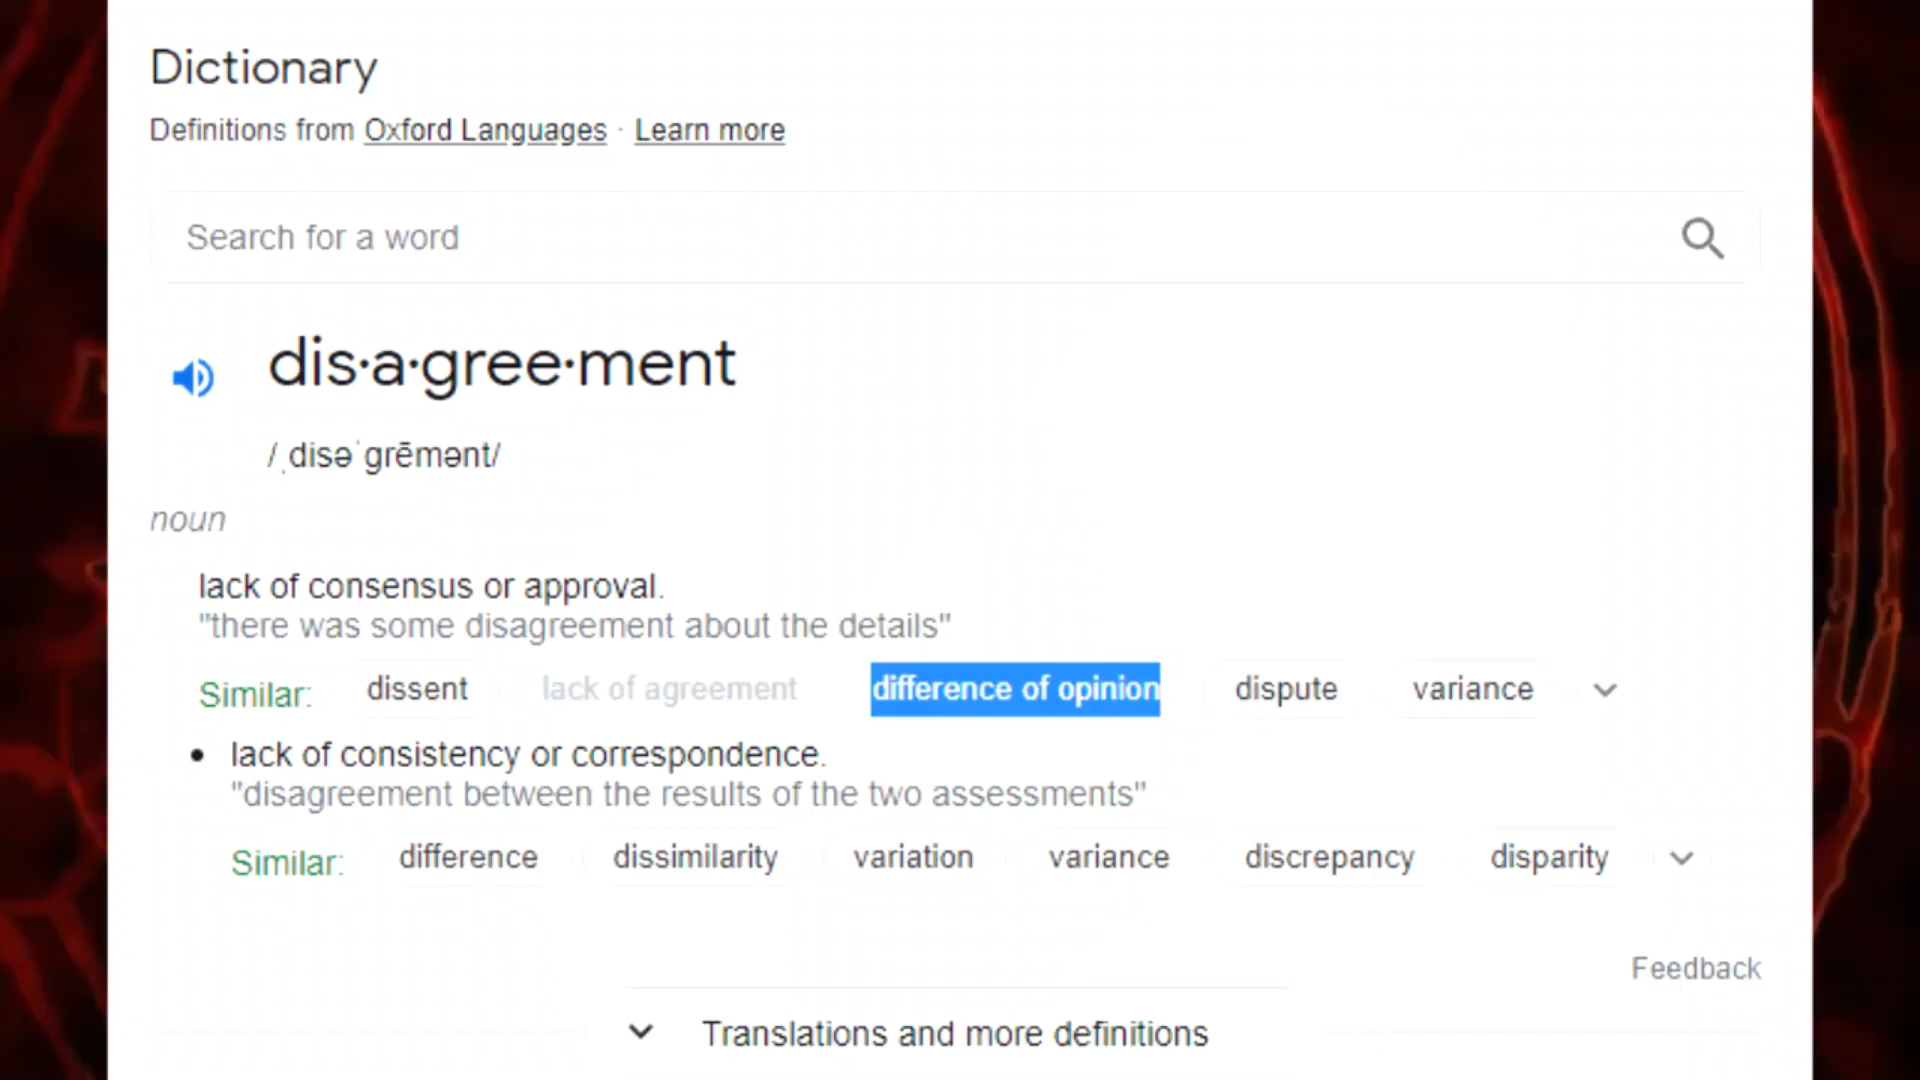 Dictionary
Definitions from Oxford Languages · Learn more
Search for a word
dis·a·gree·ment
/ˌdisəˈɡrēmənt/
noun
lack of consensus or approval.
"there was some disagreement about the details"
Similar: dissent lack of agreement difference of opinion dispute variance
• lack of consistency or correspondence.
"disagreement between the results of the two assessments"
Similar: difference dissimilarity variation variance discrepancy disparity
Feedback
Translations and more definitions